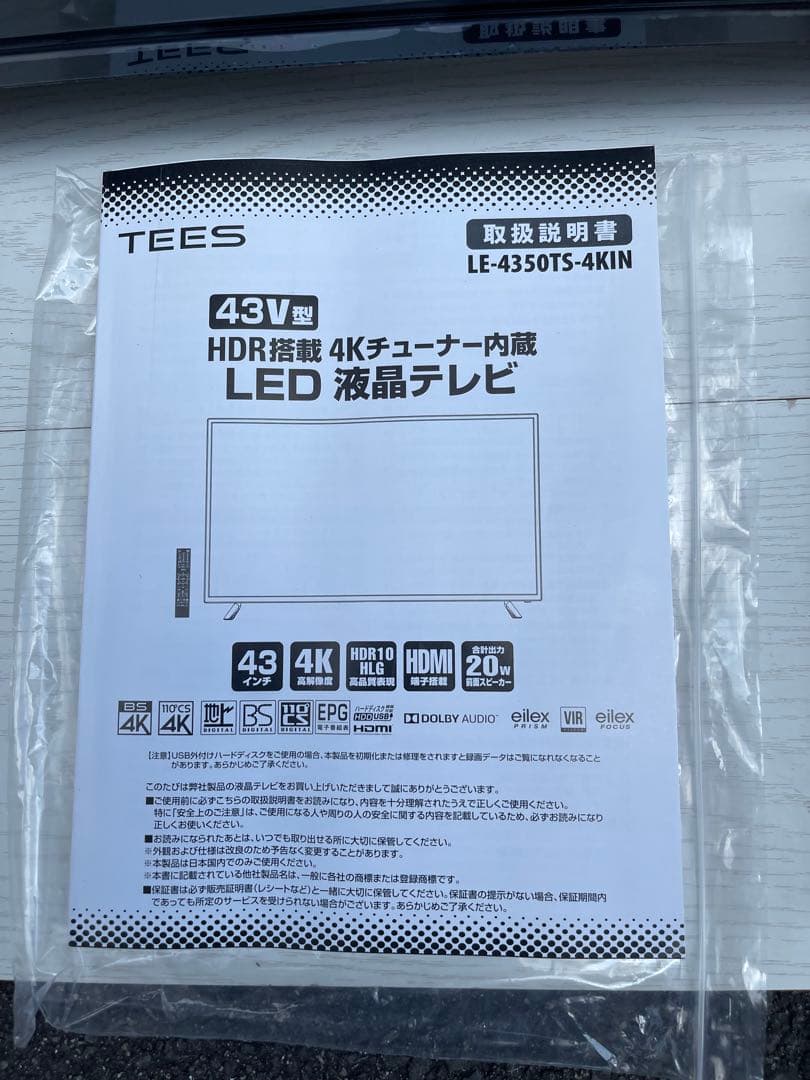 TEES
取扱説明書
TEES
取扱説明書
LE-4350TS-4KIN
43V型
HDR搭載 4Kチューナー内蔵
LED 液晶テレビ
43
インチ
4K
高解像度
HDR10
HLG
高品質表現
HDMI
端子搭載
合計出力
20W
前面スピーカー
BS
4K
110°CS
4K
地上
DIGITAL
BS
DIGITAL
110°CS
DIGITAL
EPG
電子番組表
ハードディスク録画対応
HDD USB
HDMI
DOLBY AUDIO™
eilex
PRISM
VIR
eilex
FOCUS
【注意】USB外付けハードディスクをご使用の場合、本製品を初期化または修理をされますと録画データはご覧になれなくなること
があります。あらかじめご了承ください。
このたびは弊社製品の液晶テレビをお買い上げいただきまして誠にありがとうございます。
■ご使用前に必ずこちらの取扱説明書をお読みになり、内容を十分理解されたうえで正しくご使用ください。
特に「安全上のご注意」は、ご使用になる人や周りの人の安全に関する内容を記載しているため、必ずお読みになり
正しくお使いください。
■お読みになられたあとは、いつでも取り出せる所に大切に保管してください。
※外観および仕様は改良のため予告なく変更することがあります。
※本製品は日本国内でのみご使用ください。
※本書に記載されている他社製品名は、一般に各社の商標または登録商標です。
■保証書は必ず販売証明書(レシートなど)と一緒に大切に保管してください。保証書の提示がない場合、保証期間内
であっても所定のサービスを受けられない場合がございます。あらかじめご了承ください。